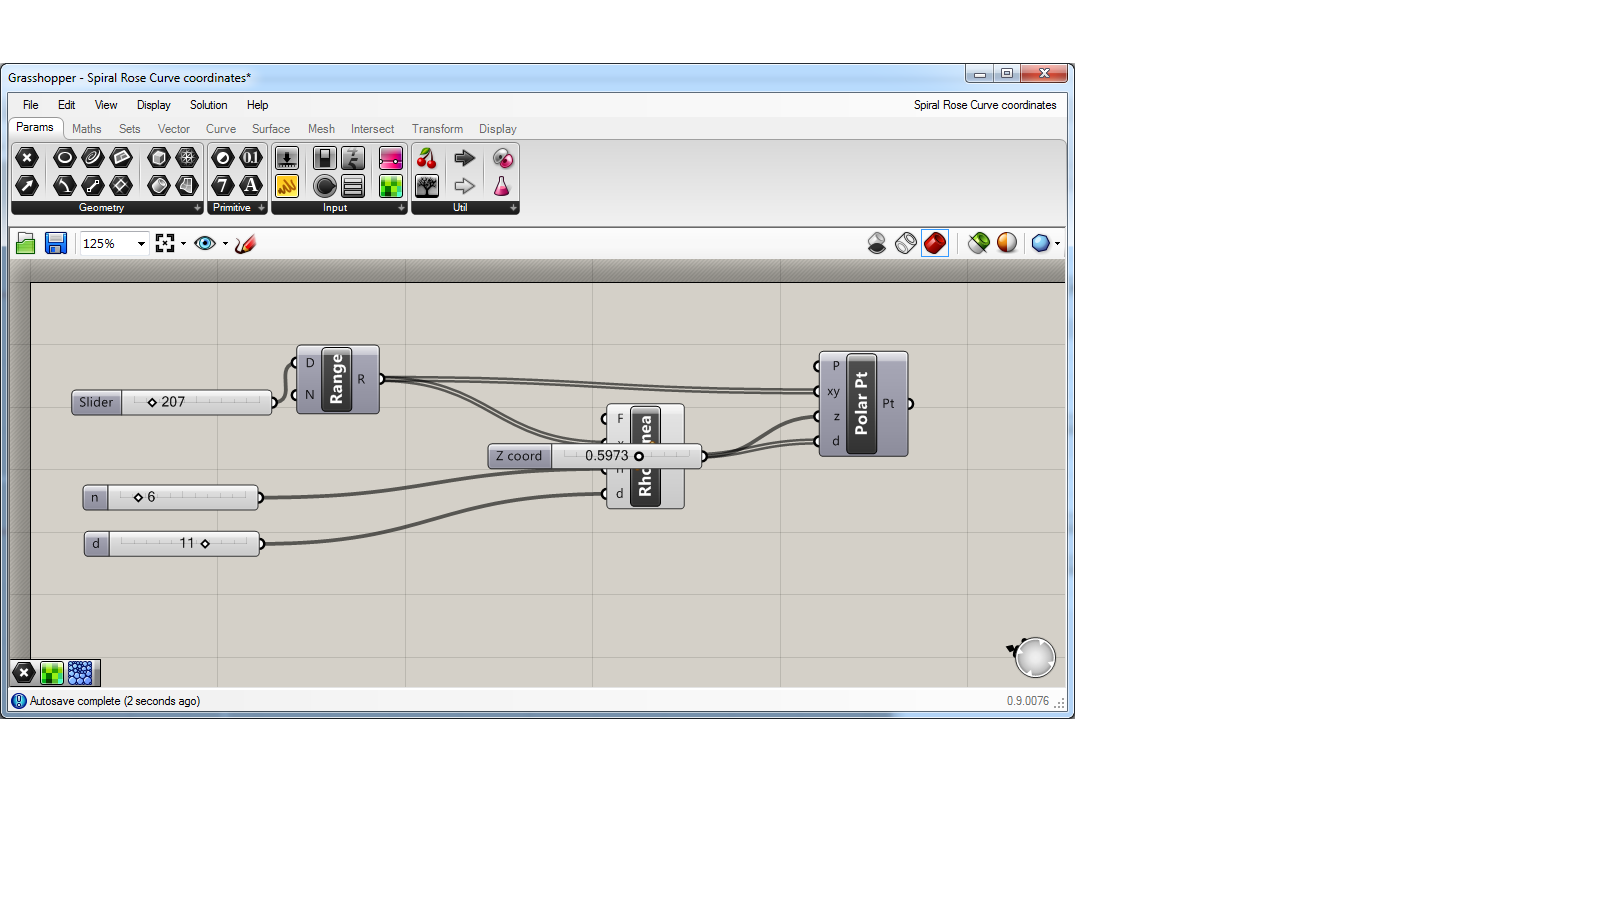 Grasshopper - Spiral Rose Curve coordinates*
File Edit View Display Solution Help Spiral Rose Curve coordinates
Params Maths Sets Vector Curve Surface Mesh Intersect Transform Display
0.1
7 A
Geometry Primitive Input Util
125%
D
Range
R
N
Slider 207
P
xy
z
d
Polar Pt
Pt
F
d
Z coord 0.5973
n 6
d 11
Autosave complete (2 seconds ago) 0.9.0076